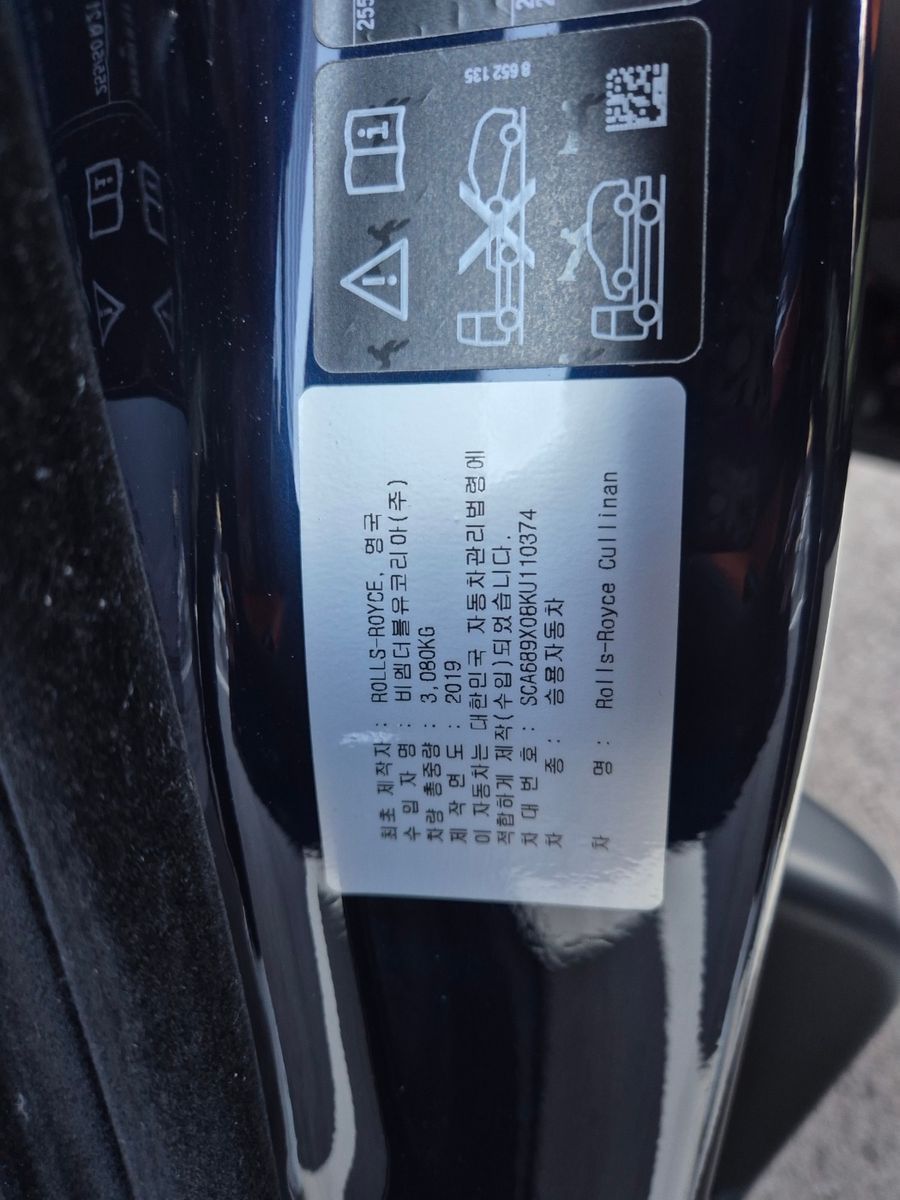 255
8 652 135
최초 제작자 : ROLLS-ROYCE, 영국
수 입 자 명 : 비엠더블유코리아(주)
차량 총중량 : 3,080KG
제 작 연 도 : 2019
이 자동차는 대한민국 자동차관리법령에
적합하게 제작(수입)되었습니다.
차 대 번 호 : SCA689X08KU110374
차 종 : 승용자동차
차 명 : Rolls-Royce Cullinan